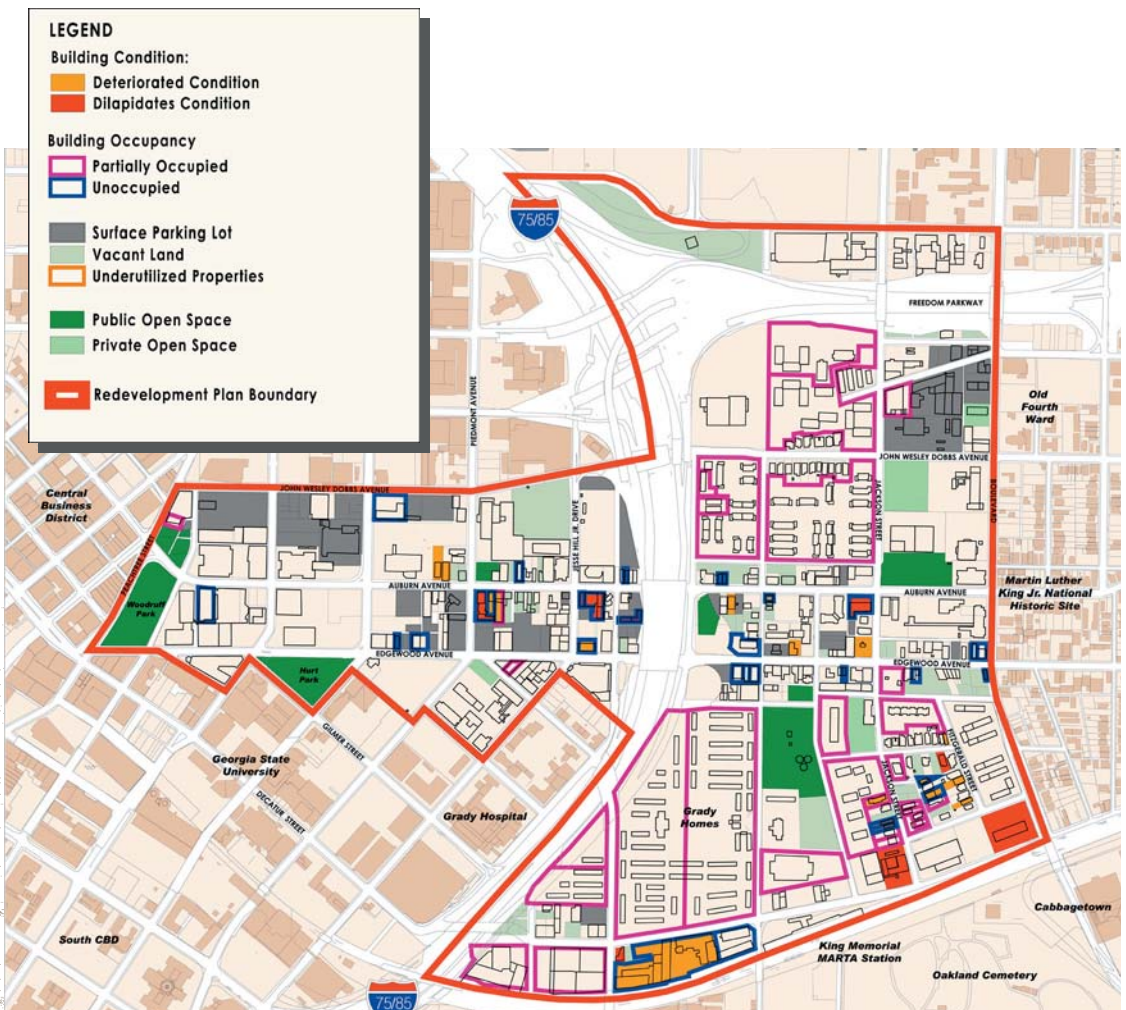 LEGEND
Building Condition:
Deteriorated Condition
Dilapidates Condition
Building Occupancy
Partially Occupied
Unoccupied
Surface Parking Lot
Vacant Land
Underutilized Properties
Public Open Space
Private Open Space
Redevelopment Plan Boundary
75/85
FREEDOM PARKWAY
PIEDMONT AVENUE
Old
Fourth
Ward
JOHN WESLEY DOBBS AVENUE
Central
Business
District
JOHN WESLEY DOBBS AVENUE
JESSE HILL JR. DRIVE
JACKSON STREET
BOULEVARD
PEACHTREE STREET
AUBURN AVENUE
AUBURN AVENUE
Martin Luther
King Jr. National
Historic Site
Woodruff
Park
EDGEWOOD AVENUE
EDGEWOOD AVENUE
Hurt
Park
GILMER STREET
Georgia State
University
DECATUR STREET
Grady Hospital
Grady
Homes
JACKSON STREET
South CBD
King Memorial
MARTA Station
Cabbagetown
Oakland Cemetery
75/85